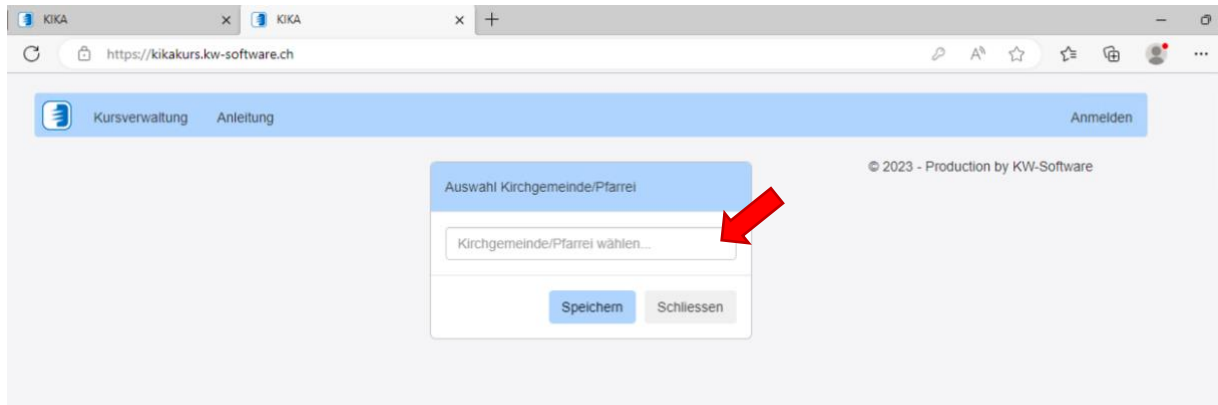 KIKA
KIKA
https://kikakurs.kw-software.ch
Kursverwaltung Anleitung Anmelden
© 2023 - Production by KW-Software
Auswahl Kirchgemeinde/Pfarrei
Kirchgemeinde/Pfarrei wählen...
Speichern Schliessen